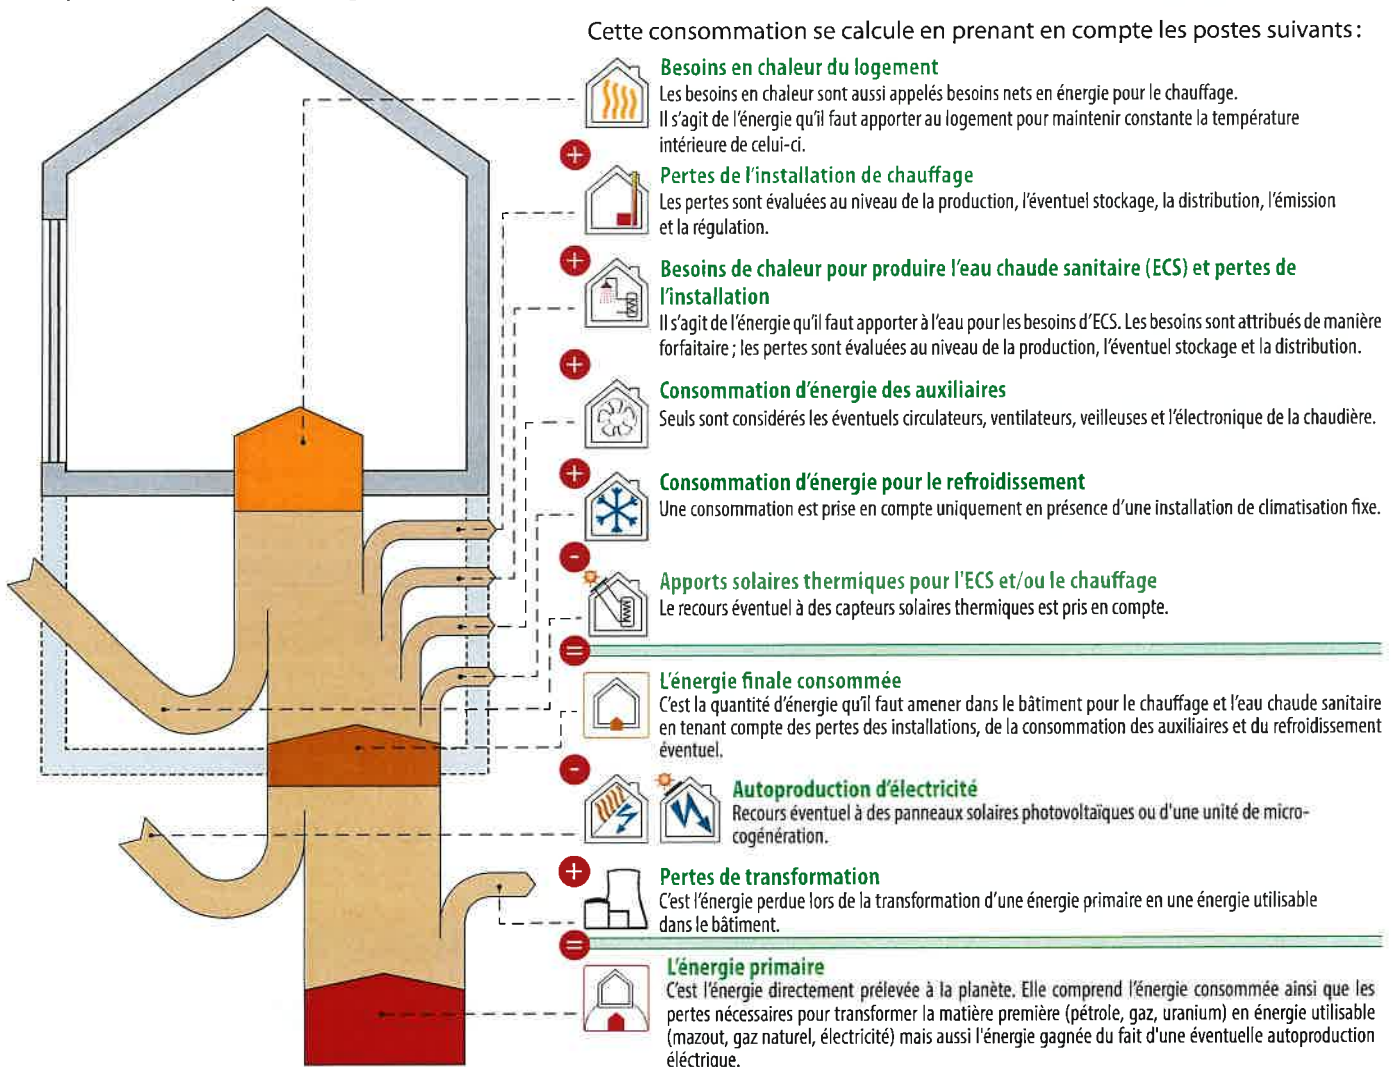 Cette consommation se calcule en prenant en compte les postes suivants :
Besoins en chaleur du logement
Les besoins en chaleur sont aussi appelés besoins nets en énergie pour le chauffage.
Il s'agit de l'énergie qu'il faut apporter au logement pour maintenir constante la température
intérieure de celui-ci.
+
Pertes de l'installation de chauffage
Les pertes sont évaluées au niveau de la production, l'éventuel stockage, la distribution, l'émission
et la régulation.
+
Besoins de chaleur pour produire l'eau chaude sanitaire (ECS) et pertes de
l'installation
Il s'agit de l'énergie qu'il faut apporter à l'eau pour les besoins d'ECS. Les besoins sont attribués de manière
forfaitaire ; les pertes sont évaluées au niveau de la production, l'éventuel stockage et la distribution.
+
Consommation d'énergie des auxiliaires
Seuls sont considérés les éventuels circulateurs, ventilateurs, veilleuses et l'électronique de la chaudière.
+
Consommation d'énergie pour le refroidissement
Une consommation est prise en compte uniquement en présence d'une installation de climatisation fixe.
-
Apports solaires thermiques pour l'ECS et/ou le chauffage
Le recours éventuel à des capteurs solaires thermiques est pris en compte.
=
L'énergie finale consommée
C'est la quantité d'énergie qu'il faut amener dans le bâtiment pour le chauffage et l'eau chaude sanitaire
en tenant compte des pertes des installations, de la consommation des auxiliaires et du refroidissement
éventuel.
-
Autoproduction d'électricité
Recours éventuel à des panneaux solaires photovoltaïques ou d'une unité de micro-
cogénération.
+
Pertes de transformation
C'est l'énergie perdue lors de la transformation d'une énergie primaire en une énergie utilisable
dans le bâtiment.
=
L'énergie primaire
C'est l'énergie directement prélevée à la planète. Elle comprend l'énergie consommée ainsi que les
pertes nécessaires pour transformer la matière première (pétrole, gaz, uranium) en énergie utilisable
(mazout, gaz naturel, électricité) mais aussi l'énergie gagnée du fait d'une éventuelle autoproduction
éléctrique.